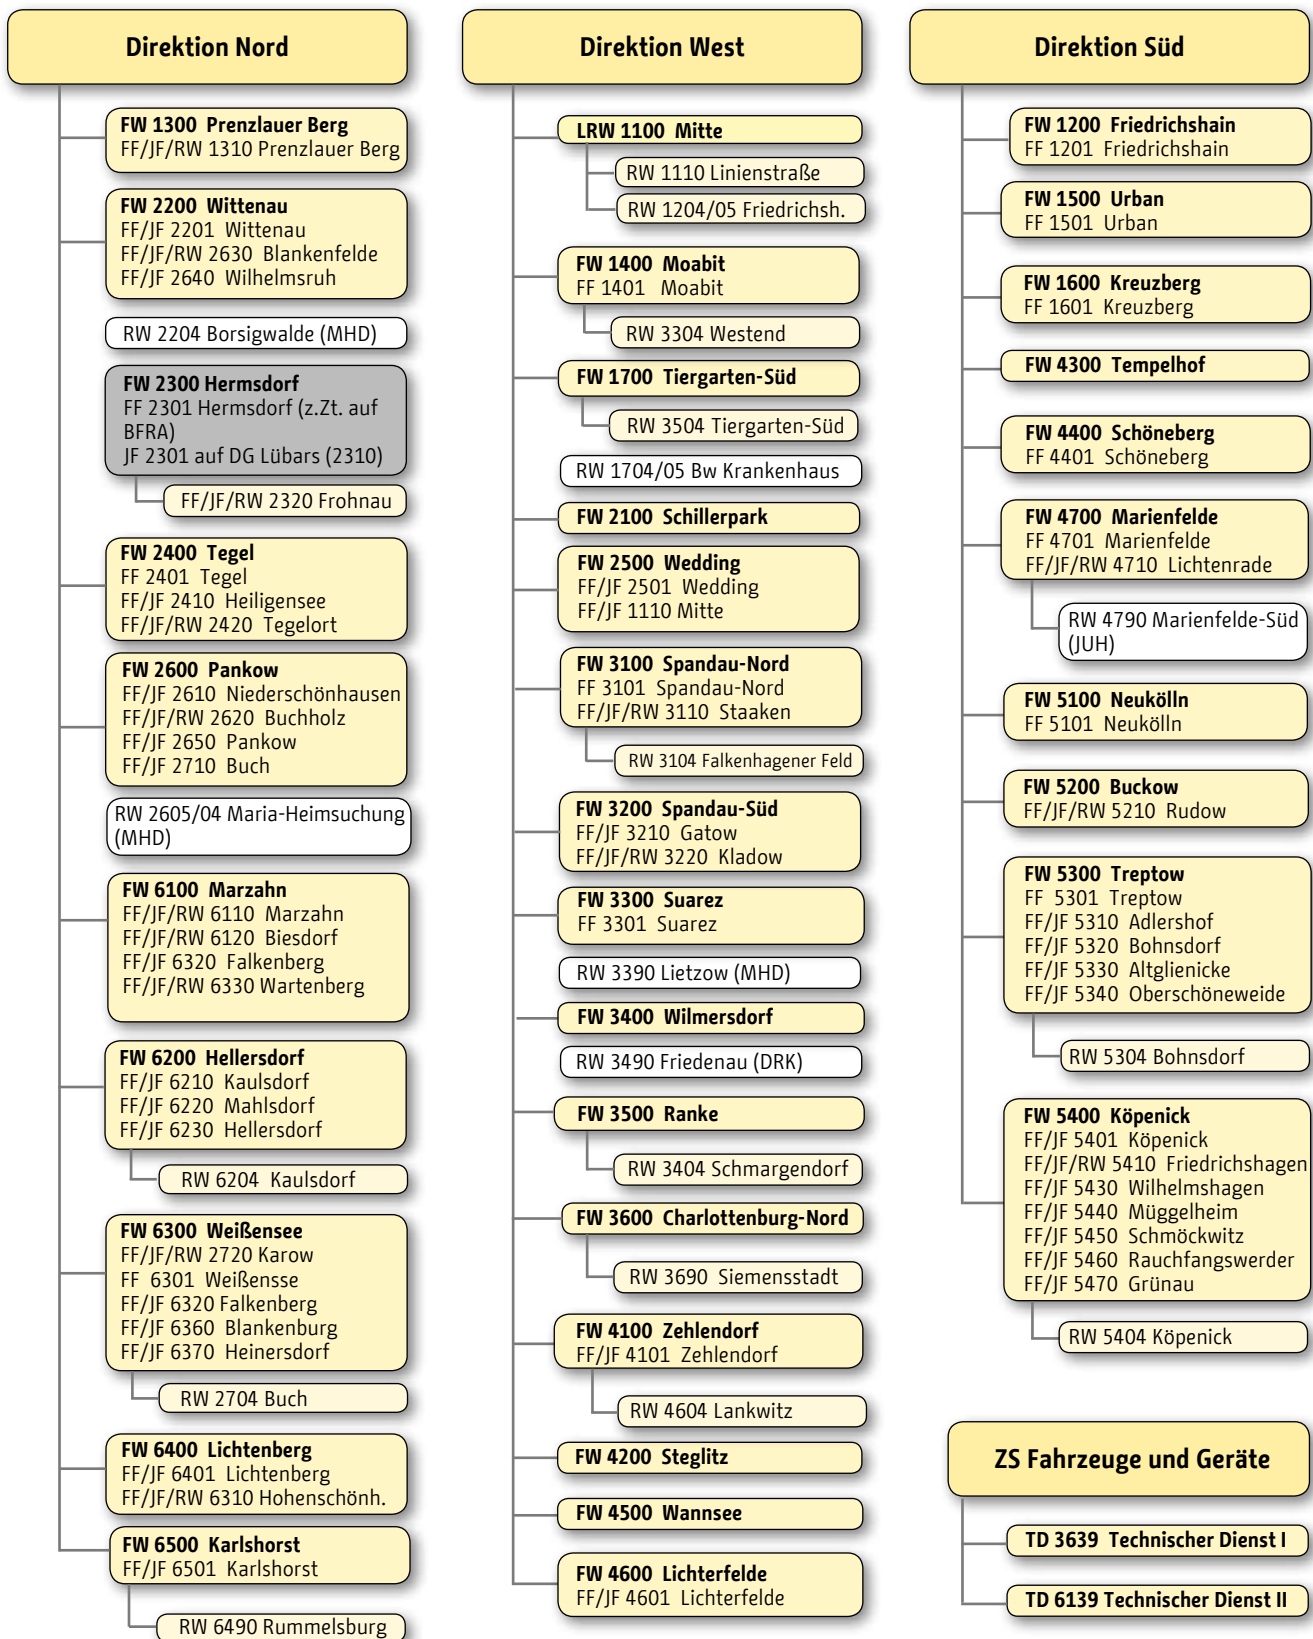 Direktion Nord
FW 1300 Prenzlauer Berg
FF/JF/RW 1310 Prenzlauer Berg
FW 2200 Wittenau
FF/JF 2201 Wittenau
FF/JF/RW 2630 Blankenfelde
FF/JF 2640 Wilhelmsruh
RW 2204 Borsigwalde (MHD)
FW 2300 Hermsdorf
FF 2301 Hermsdorf (z.Zt. auf
BFRA)
JF 2301 auf DG Lübars (2310)
FF/JF/RW 2320 Frohnau
FW 2400 Tegel
FF 2401 Tegel
FF/JF 2410 Heiligensee
FF/JF/RW 2420 Tegelort
FW 2600 Pankow
FF/JF 2610 Niederschönhausen
FF/JF/RW 2620 Buchholz
FF/JF 2650 Pankow
FF/JF 2710 Buch
RW 2605/04 Maria-Heimsuchung
(MHD)
FW 6100 Marzahn
FF/JF/RW 6110 Marzahn
FF/JF/RW 6120 Biesdorf
FF/JF 6320 Falkenberg
FF/JF/RW 6330 Wartenberg
FW 6200 Hellersdorf
FF/JF 6210 Kaulsdorf
FF/JF 6220 Mahlsdorf
FF/JF 6230 Hellersdorf
RW 6204 Kaulsdorf
FW 6300 Weißensee
FF/JF/RW 2720 Karow
FF 6301 Weißensse
FF/JF 6320 Falkenberg
FF/JF 6360 Blankenburg
FF/JF 6370 Heinersdorf
RW 2704 Buch
FW 6400 Lichtenberg
FF/JF 6401 Lichtenberg
FF/JF/RW 6310 Hohenschönh.
FW 6500 Karlshorst
FF/JF 6501 Karlshorst
RW 6490 Rummelsburg
Direktion West
LRW 1100 Mitte
RW 1110 Linienstraße
RW 1204/05 Friedrichsh.
FW 1400 Moabit
FF 1401 Moabit
RW 3304 Westend
FW 1700 Tiergarten-Süd
RW 3504 Tiergarten-Süd
RW 1704/05 Bw Krankenhaus
FW 2100 Schillerpark
FW 2500 Wedding
FF/JF 2501 Wedding
FF/JF 1110 Mitte
FW 3100 Spandau-Nord
FF 3101 Spandau-Nord
FF/JF/RW 3110 Staaken
RW 3104 Falkenhagener Feld
FW 3200 Spandau-Süd
FF/JF 3210 Gatow
FF/JF/RW 3220 Kladow
FW 3300 Suarez
FF 3301 Suarez
RW 3390 Lietzow (MHD)
FW 3400 Wilmersdorf
RW 3490 Friedenau (DRK)
FW 3500 Ranke
RW 3404 Schmargendorf
FW 3600 Charlottenburg-Nord
RW 3690 Siemensstadt
FW 4100 Zehlendorf
FF/JF 4101 Zehlendorf
RW 4604 Lankwitz
FW 4200 Steglitz
FW 4500 Wannsee
FW 4600 Lichterfelde
FF/JF 4601 Lichterfelde
Direktion Süd
FW 1200 Friedrichshain
FF 1201 Friedrichshain
FW 1500 Urban
FF 1501 Urban
FW 1600 Kreuzberg
FF 1601 Kreuzberg
FW 4300 Tempelhof
FW 4400 Schöneberg
FF 4401 Schöneberg
FW 4700 Marienfelde
FF 4701 Marienfelde
FF/JF/RW 4710 Lichtenrade
RW 4790 Marienfelde-Süd
(JUH)
FW 5100 Neukölln
FF 5101 Neukölln
FW 5200 Buckow
FF/JF/RW 5210 Rudow
FW 5300 Treptow
FF 5301 Treptow
FF/JF 5310 Adlershof
FF/JF 5320 Bohnsdorf
FF/JF 5330 Altglienicke
FF/JF 5340 Oberschöneweide
RW 5304 Bohnsdorf
FW 5400 Köpenick
FF/JF 5401 Köpenick
FF/JF/RW 5410 Friedrichshagen
FF/JF 5430 Wilhelmshagen
FF/JF 5440 Müggelheim
FF/JF 5450 Schmöckwitz
FF/JF 5460 Rauchfangswerder
FF/JF 5470 Grünau
RW 5404 Köpenick
ZS Fahrzeuge und Geräte
TD 3639 Technischer Dienst I
TD 6139 Technischer Dienst II